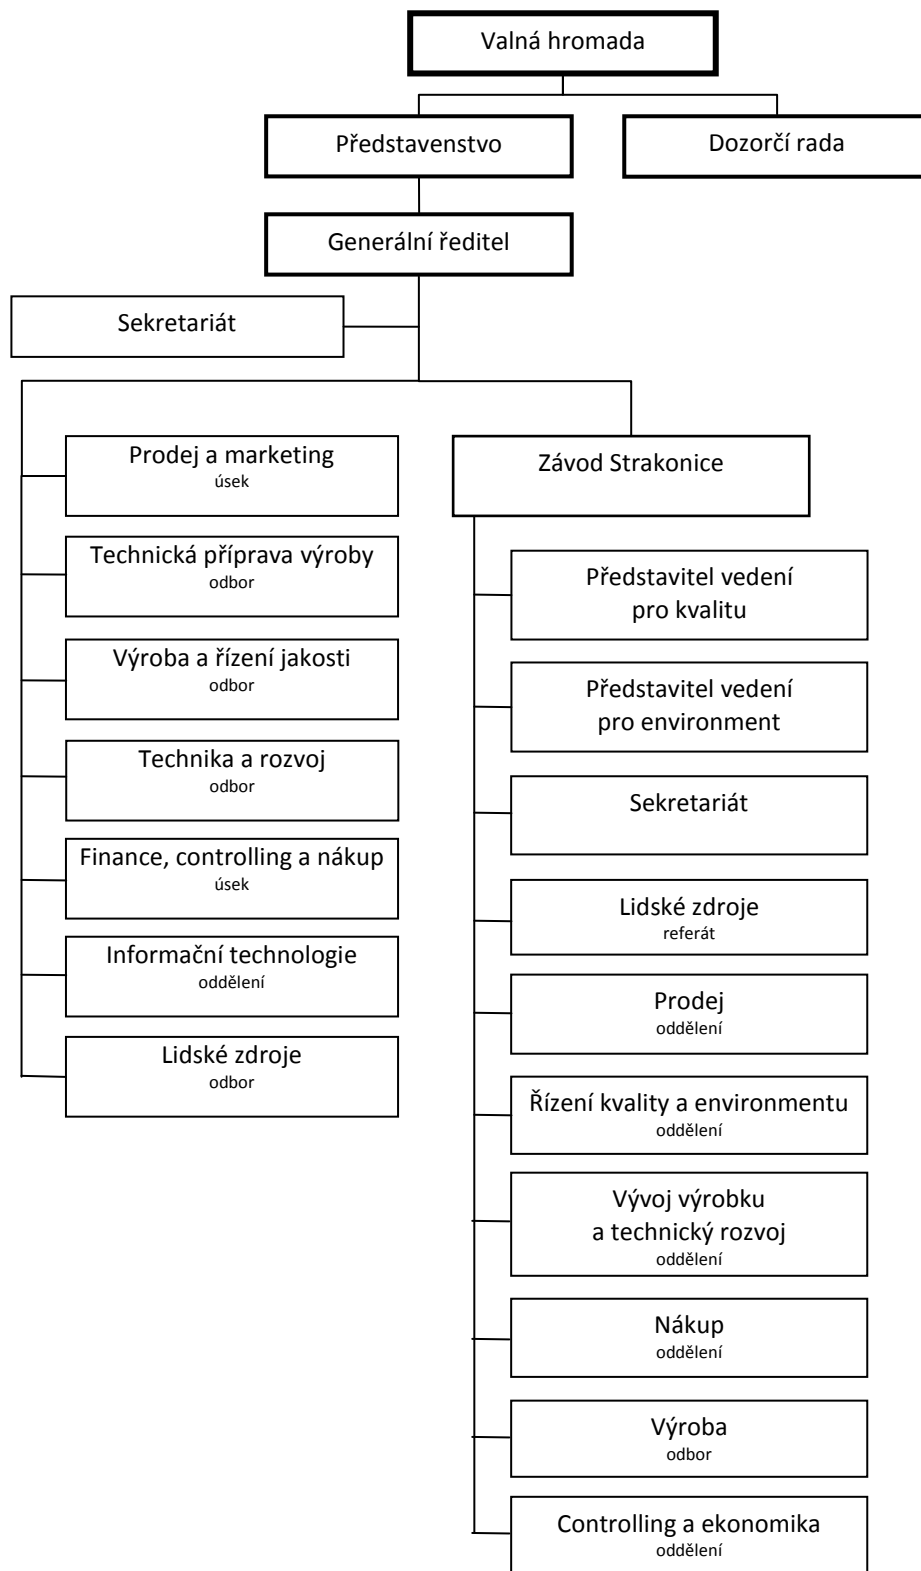 Valná hromada
Představenstvo
Dozorčí rada
Generální ředitel
Sekretariát
Prodej a marketing
úsek
Technická příprava výroby
odbor
Výroba a řízení jakosti
odbor
Technika a rozvoj
odbor
Finance, controlling a nákup
úsek
Informační technologie
oddělení
Lidské zdroje
odbor
Závod Strakonice
Představitel vedení
pro kvalitu
Představitel vedení
pro environment
Sekretariát
Lidské zdroje
referát
Prodej
oddělení
Řízení kvality a environmentu
oddělení
Vývoj výrobku
a technický rozvoj
oddělení
Nákup
oddělení
Výroba
odbor
Controlling a ekonomika
oddělení